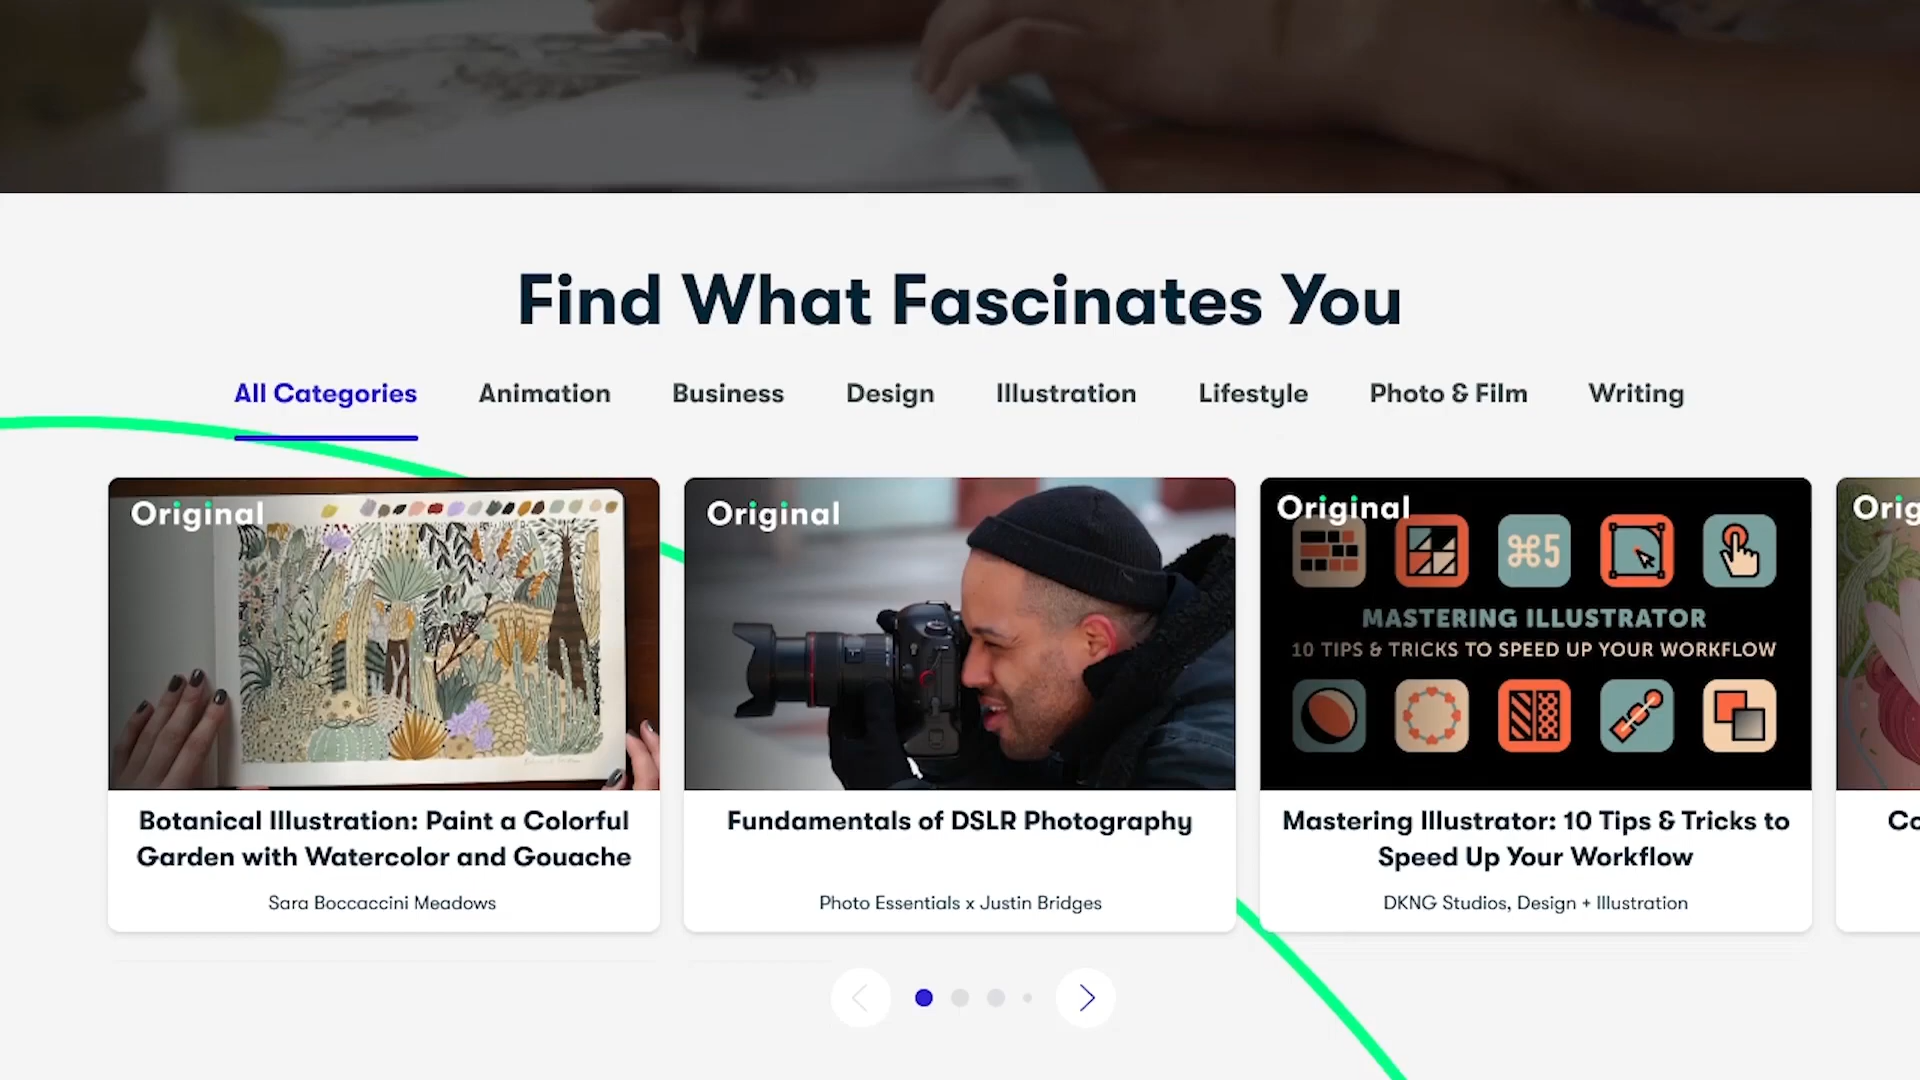 Find What Fascinates You
All Categories Animation Business Design Illustration Lifestyle Photo & Film Writing
Original
Original
Original
⌘5
MASTERING ILLUSTRATOR
10 TIPS & TRICKS TO SPEED UP YOUR WORKFLOW
Orig
Botanical Illustration: Paint a Colorful
Garden with Watercolor and Gouache
Sara Boccaccini Meadows
Fundamentals of DSLR Photography
Photo Essentials x Justin Bridges
Mastering Illustrator: 10 Tips & Tricks to
Speed Up Your Workflow
DKNG Studios, Design + Illustration
Co